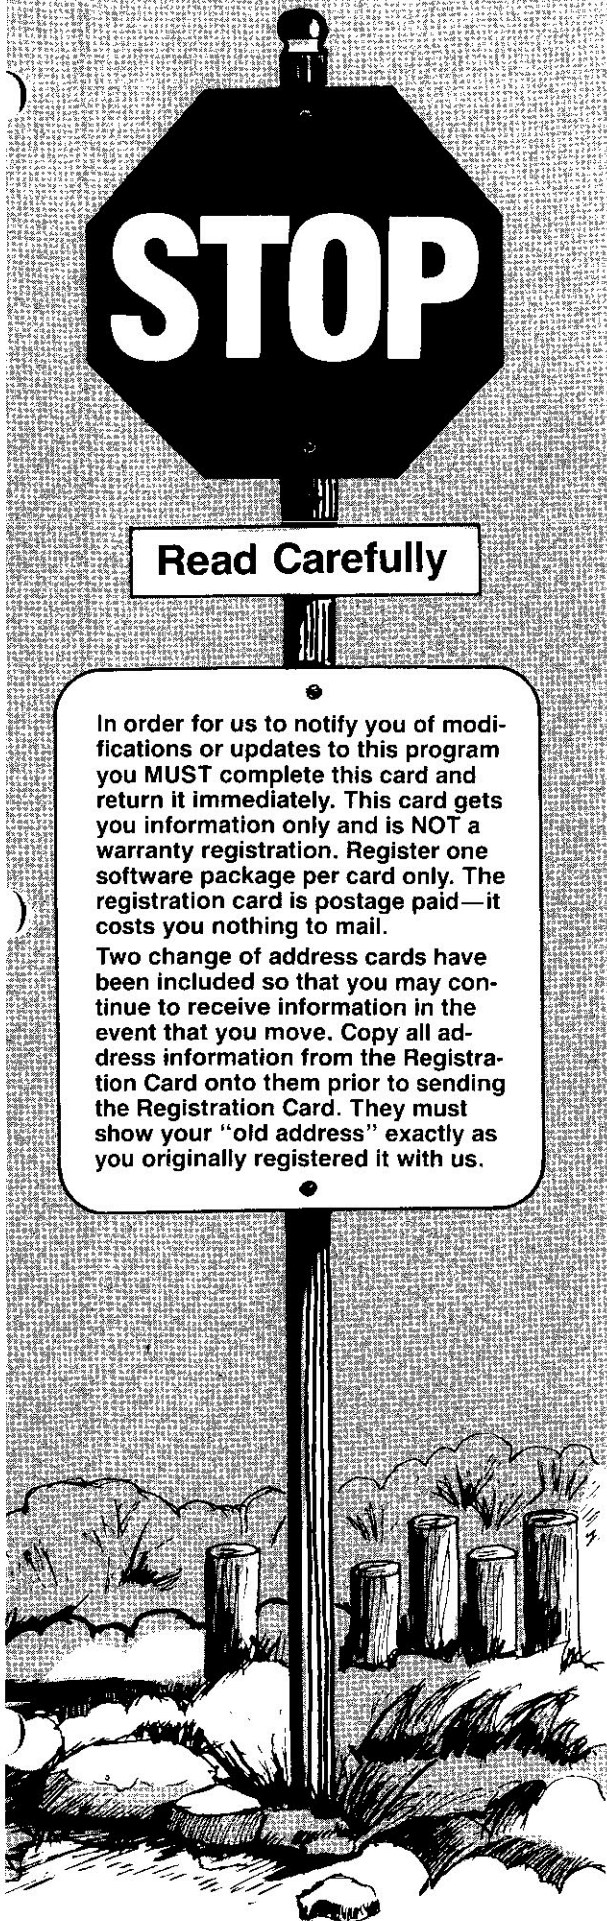 STOP
Read Carefully
In order for us to notify you of modi-
fications or updates to this program
you MUST complete this card and
return it immediately. This card gets
you information only and is NOT a
warranty registration. Register one
software package per card only. The
registration card is postage paid—it
costs you nothing to mail.
Two change of address cards have
been included so that you may con-
tinue to receive information in the
event that you move. Copy all ad-
dress information from the Registra-
tion Card onto them prior to sending
the Registration Card. They must
show your “old address” exactly as
you originally registered it with us.